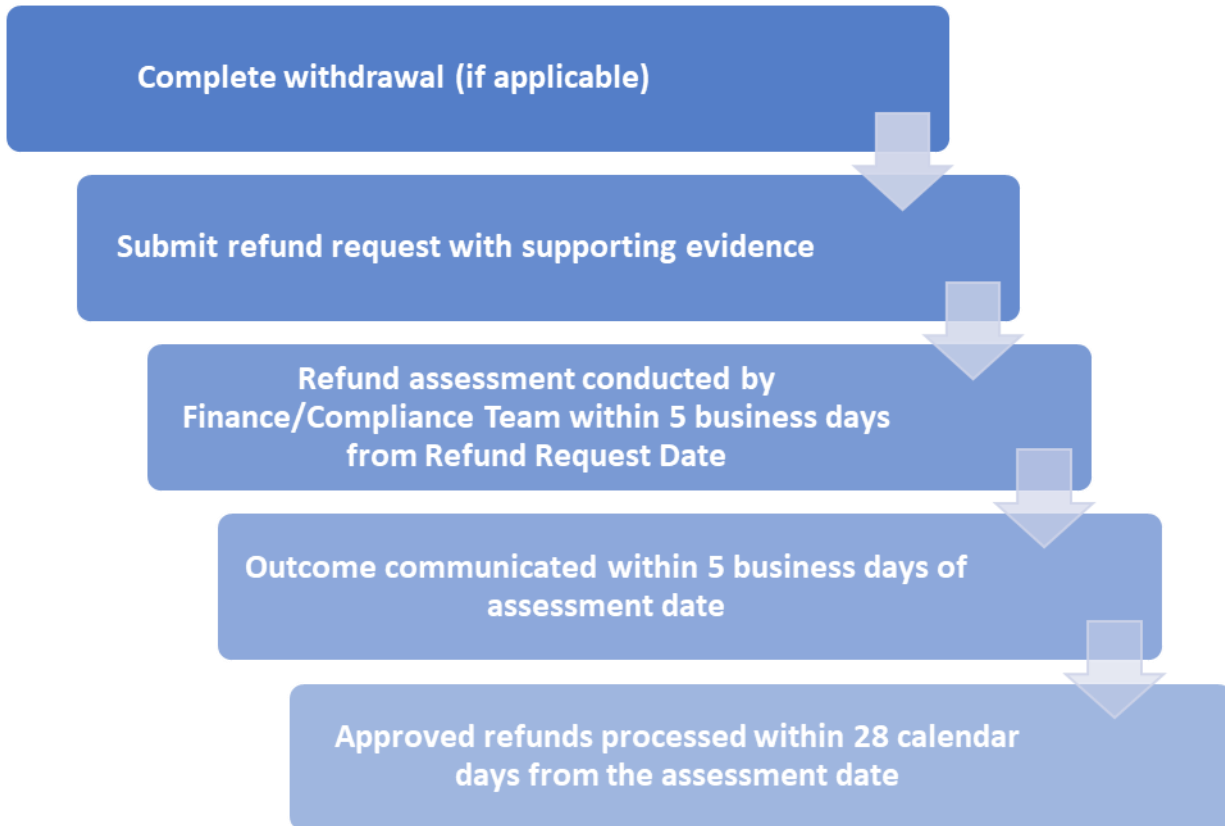 Complete withdrawal (if applicable)
Submit refund request with supporting evidence
Refund assessment conducted by
Finance/Compliance Team within 5 business days
from Refund Request Date
Outcome communicated within 5 business days of
assessment date
Approved refunds processed within 28 calendar
days from the assessment date